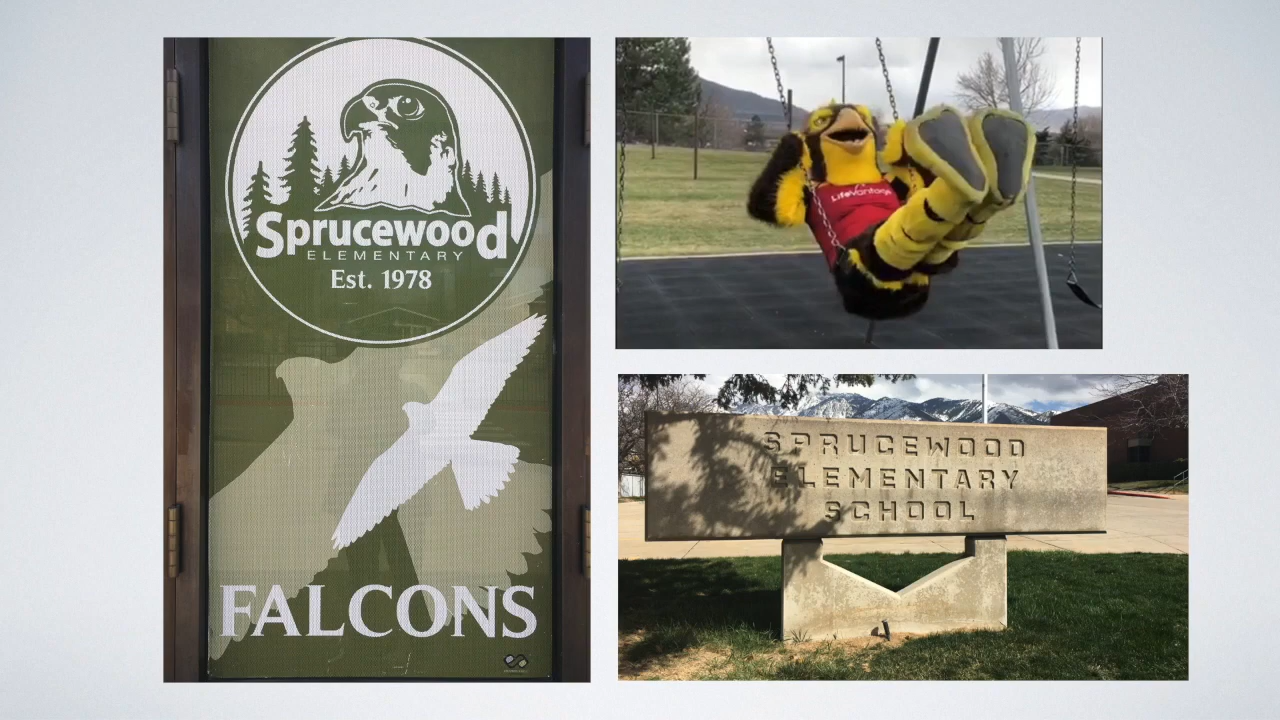 Sprucewood
ELEMENTARY
Est. 1978
FALCONS
LifeVantage
SPRUCEWOOD
ELEMENTARY
SCHOOL